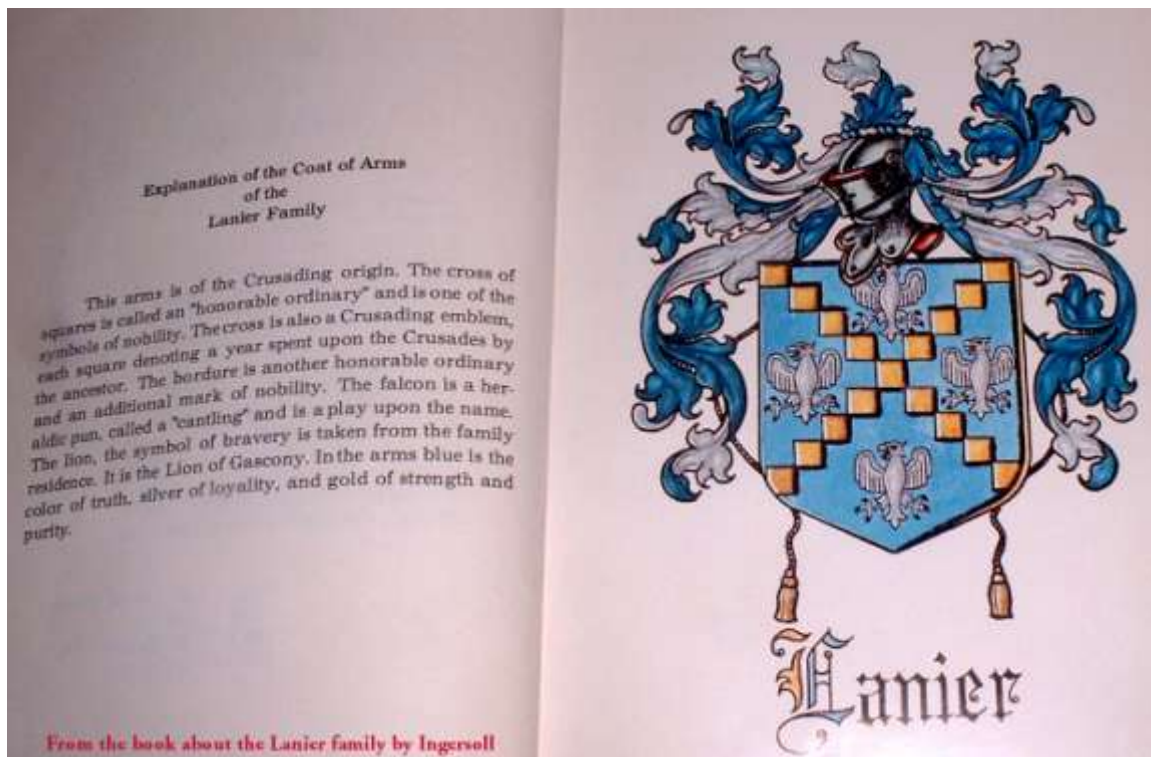 Explanation of the Coat of Arms
of the
Lanier Family
This arms is of the Crusading origin. The cross of
squares is called an "honorable ordinary" and is one of the
symbols of nobility. The cross is also a Crusading emblem,
each square denoting a year spent upon the Crusades by
the ancestor. The bordure is another honorable ordinary
and an additional mark of nobility. The falcon is a her-
aldic pun, called a "cantling" and is a play upon the name.
The lion, the symbol of bravery is taken from the family
residence. It is the Lion of Gascony. In the arms blue is the
color of truth, silver of loyality, and gold of strength and
purity.
From the book about the Lanier family by Ingersoll
Lanier